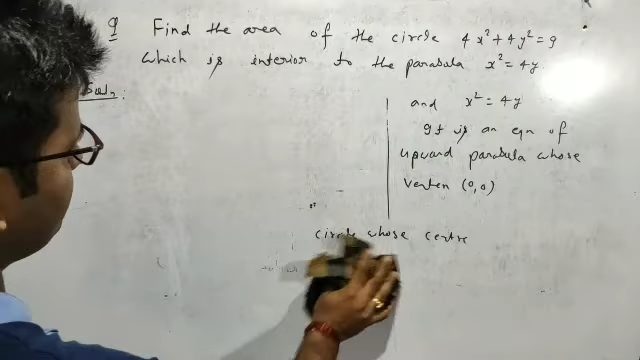 Q Find the area of the circle 4x²+4y²=9
which is interior to the parabola x²=4y
Soln:
and x²=4y
It is an eqn of
upward parabola whose
vertex (0,0)
circle whose centre